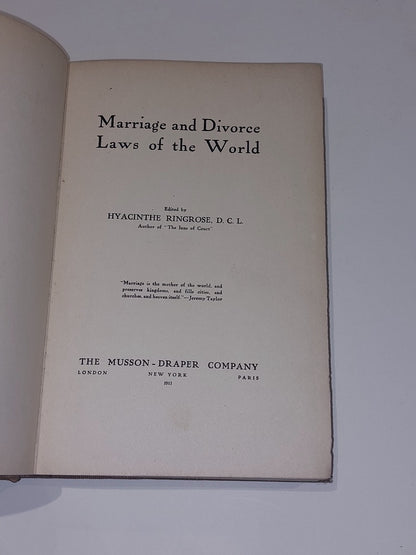 Marriage and Divorce
Laws of the World
Edited by
HYACINTHE RINGROSE, D. C. L.
Author of "The Inns of Court"
"Marriage is the mother of the world, and
preserves kingdoms, and fills cities, and
churches, and heaven itself."—Jeremy Taylor
THE MUSSON-DRAPER COMPANY
LONDON NEW YORK PARIS
1911